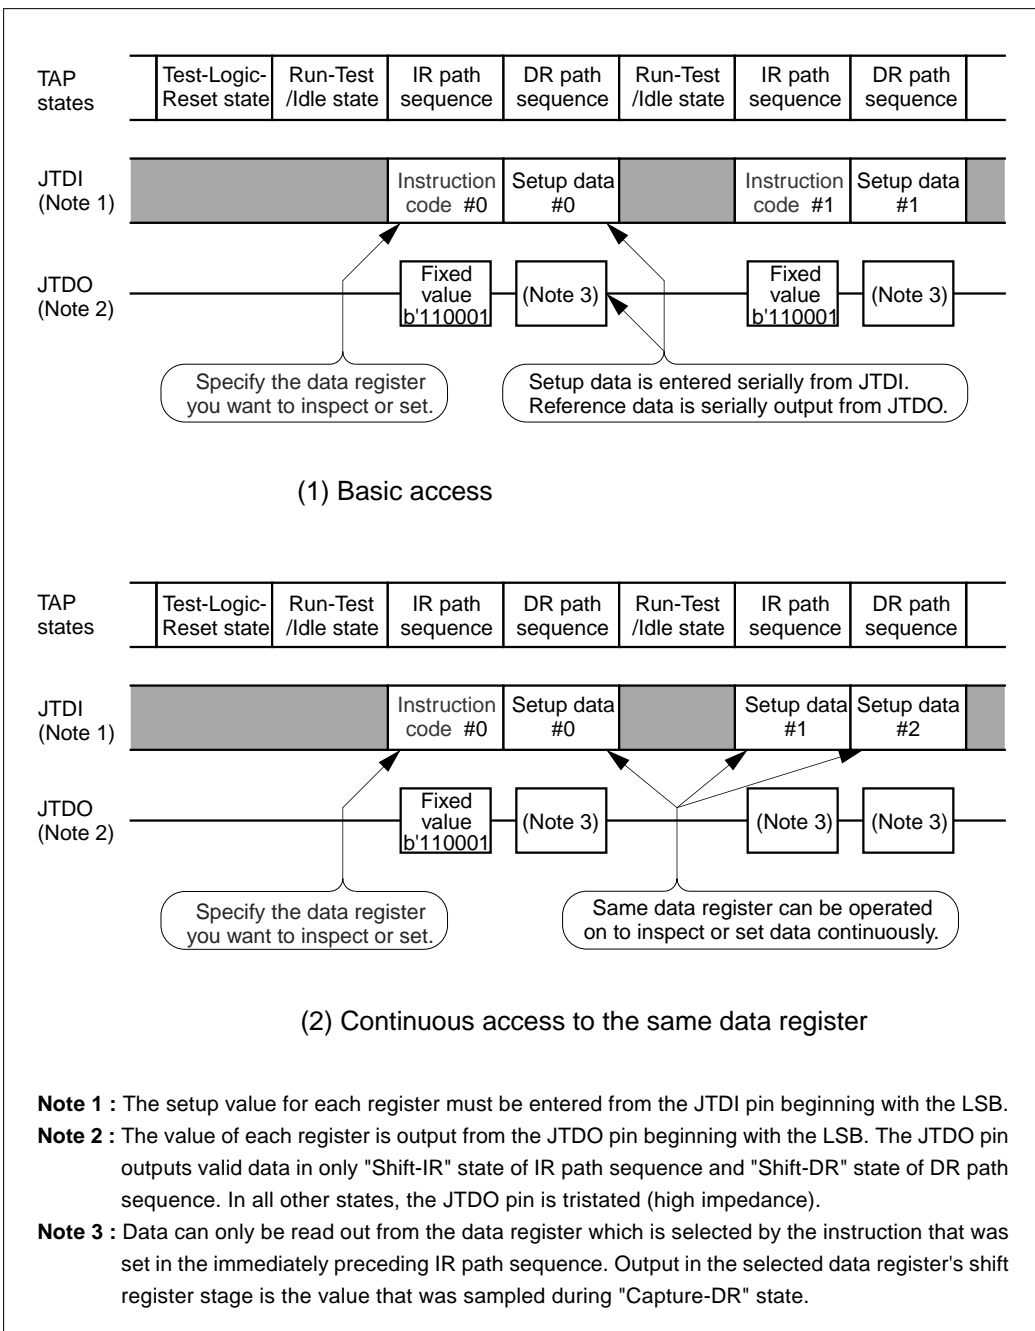 TAP
states
Test-Logic-
Reset state
Run-Test
/Idle state
IR path
sequence
DR path
sequence
Run-Test
/Idle state
IR path
sequence
DR path
sequence
JTDI
(Note 1)
Instruction
code #0
Setup data
#0
Instruction
code #1
Setup data
#1
JTDO
(Note 2)
Fixed
value
b'110001
(Note 3)
Fixed
value
b'110001
(Note 3)
Specify the data register
you want to inspect or set.
Setup data is entered serially from JTDI.
Reference data is serially output from JTDO.
(1) Basic access
TAP
states
Test-Logic-
Reset state
Run-Test
/Idle state
IR path
sequence
DR path
sequence
Run-Test
/Idle state
IR path
sequence
DR path
sequence
JTDI
(Note 1)
Instruction
code #0
Setup data
#0
Setup data
#1
Setup data
#2
JTDO
(Note 2)
Fixed
value
b'110001
(Note 3)
(Note 3)
(Note 3)
Specify the data register
you want to inspect or set.
Same data register can be operated
on to inspect or set data continuously.
(2) Continuous access to the same data register
Note 1 : The setup value for each register must be entered from the JTDI pin beginning with the LSB.
Note 2 : The value of each register is output from the JTDO pin beginning with the LSB. The JTDO pin
outputs valid data in only "Shift-IR" state of IR path sequence and "Shift-DR" state of DR path
sequence. In all other states, the JTDO pin is tristated (high impedance).
Note 3 : Data can only be read out from the data register which is selected by the instruction that was
set in the immediately preceding IR path sequence. Output in the selected data register's shift
register stage is the value that was sampled during "Capture-DR" state.